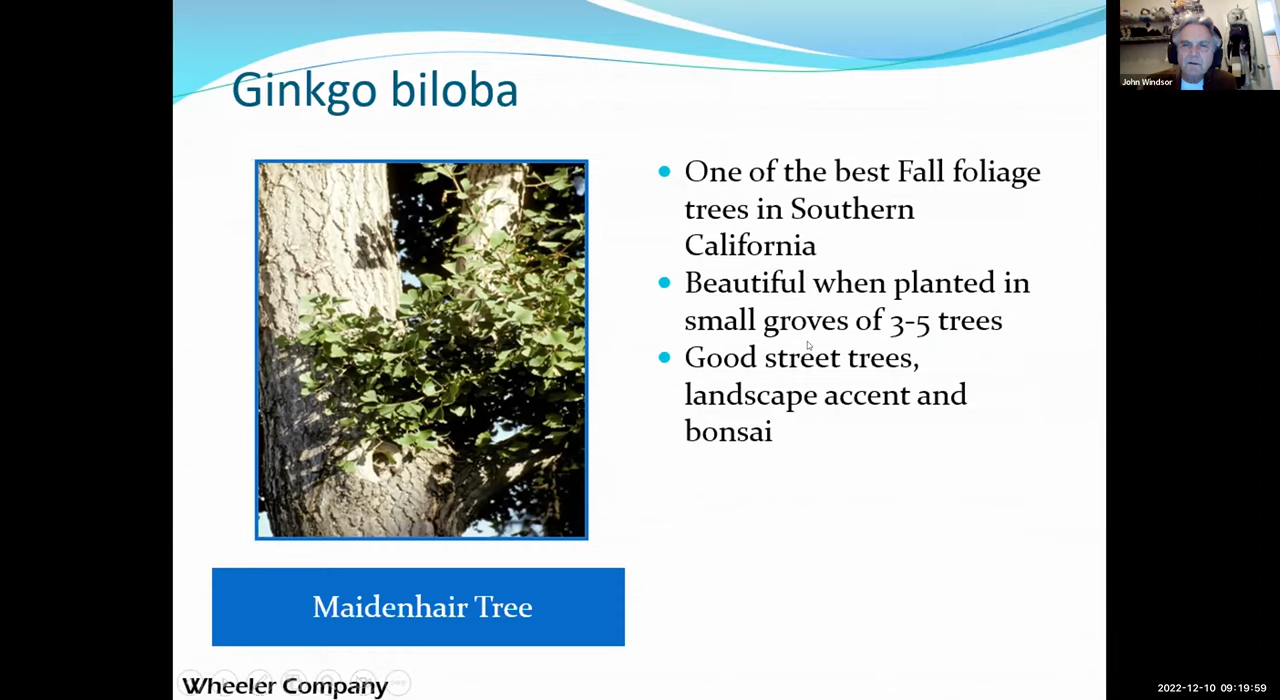 Ginkgo biloba
John Windsor
• One of the best Fall foliage
trees in Southern
California
• Beautiful when planted in
small groves of 3-5 trees
• Good street trees,
landscape accent and
bonsai
Maidenhair Tree
Wheeler Company
2022-12-10 09:19:59